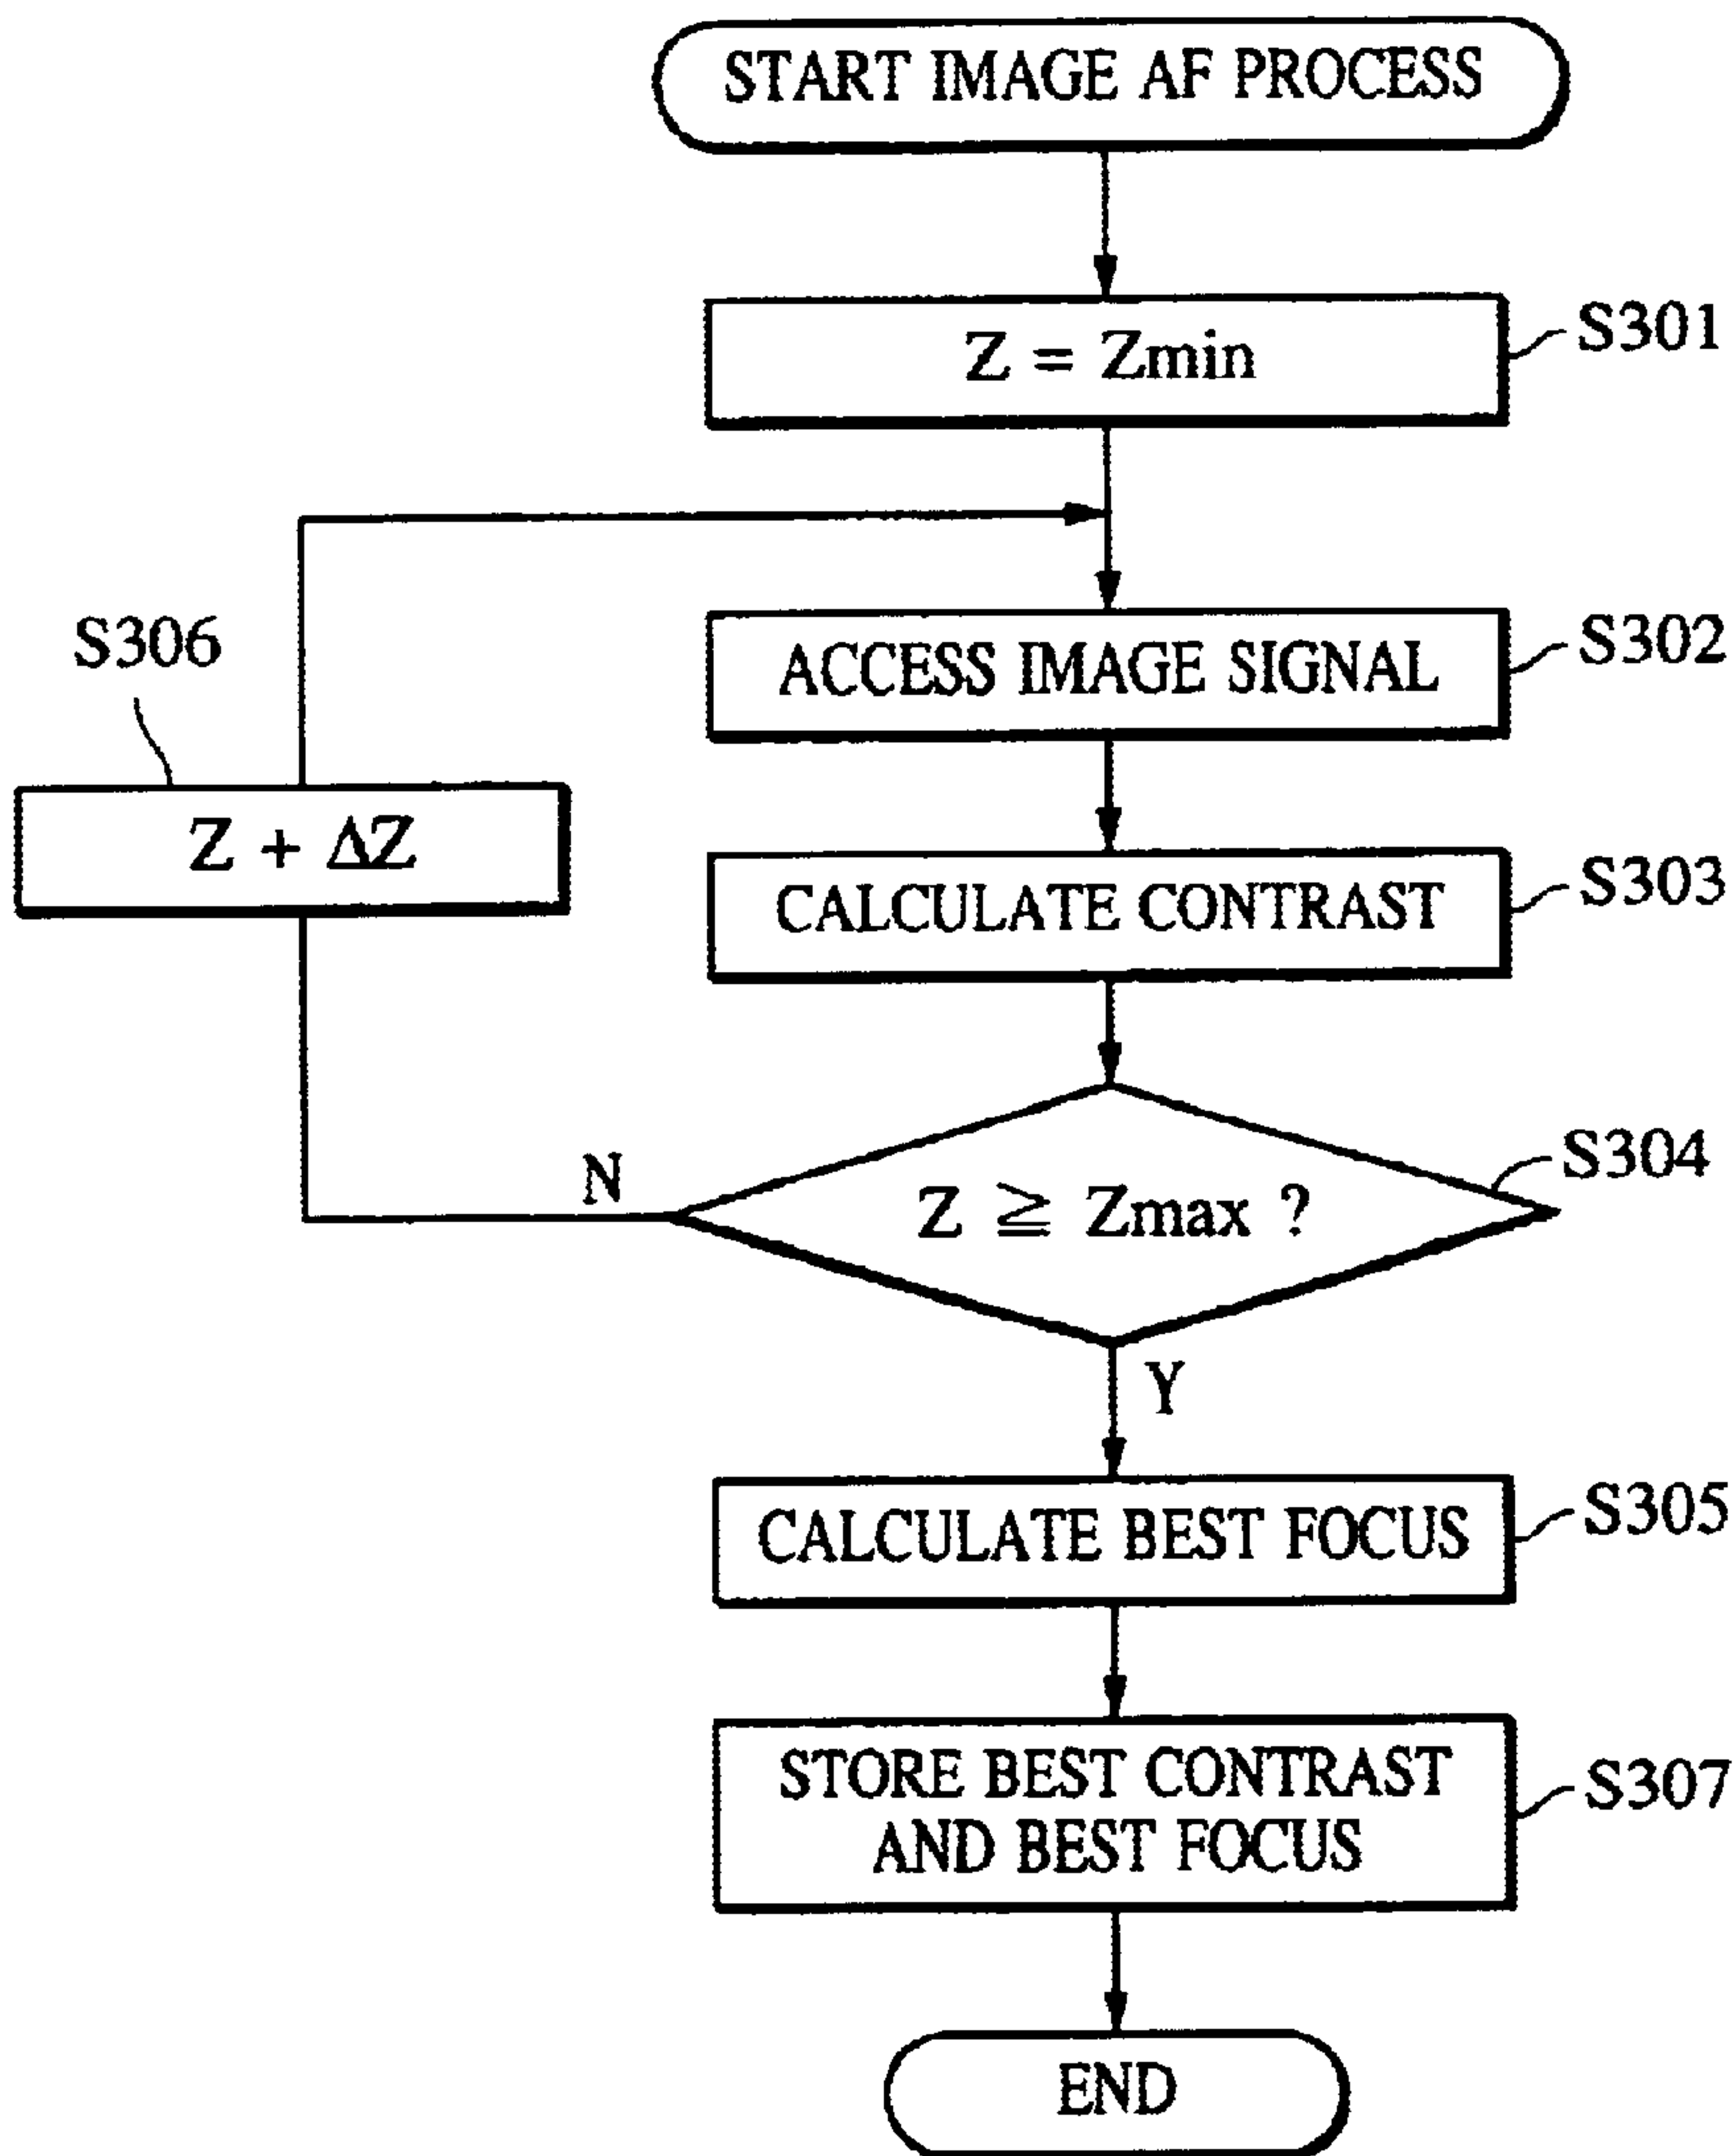 START IMAGE AF PROCESS
Z = Zmin
S301
ACCESS IMAGE SIGNAL
S302
S306
Z + ΔZ
CALCULATE CONTRAST
S303
Z ≧ Zmax ?
S304
N
Y
CALCULATE BEST FOCUS
S305
STORE BEST CONTRAST
AND BEST FOCUS
S307
END